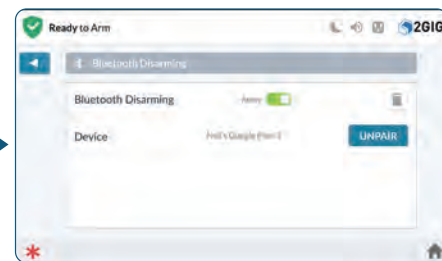 Ready to Arm
2GIG
Bluetooth Disarming
Bluetooth Disarming
Away
Device
UNPAIR